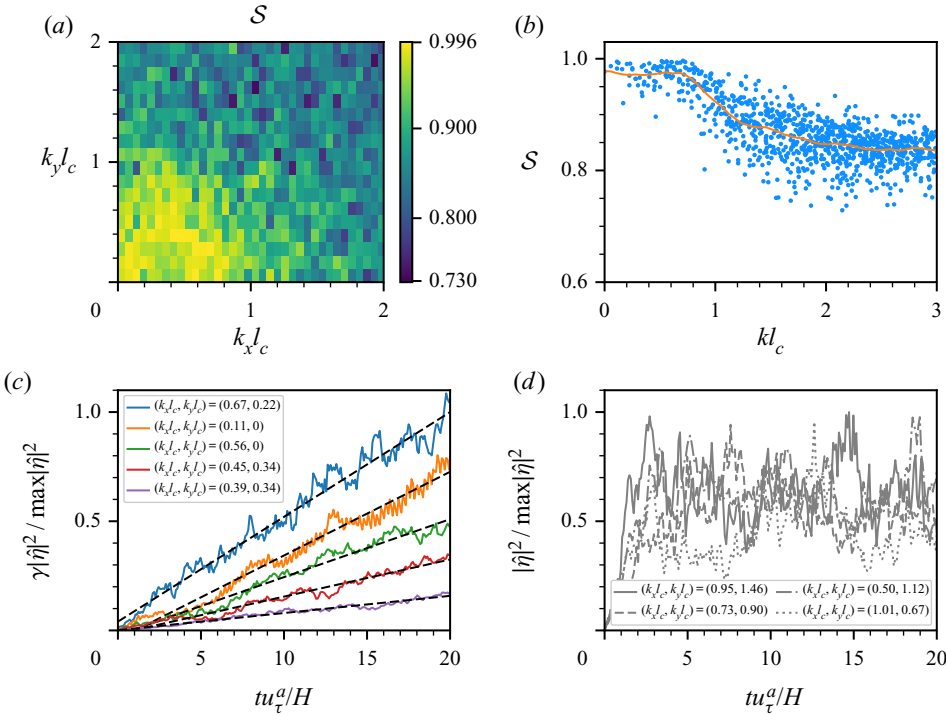 (a)
𝒮
2
k_y l_c
1
0
1
2
k_x l_c
0.996
0.900
0.800
0.730
(b)
1.0
𝒮
0.8
0.6
0
1
2
3
kl_c
(c)
1.0
γ|η̂|² / max|η̂|²
0.5
0
5
10
15
20
tu_τ^a/H
(k_x l_c, k_y l_c) = (0.67, 0.22)
(k_x l_c, k_y l_c) = (0.11, 0)
(k_x l_c, k_y l_c) = (0.56, 0)
(k_x l_c, k_y l_c) = (0.45, 0.34)
(k_x l_c, k_y l_c) = (0.39, 0.34)
(d)
1.0
|η̂|² / max|η̂|²
0.5
(k_x l_c, k_y l_c) = (0.95, 1.46) (k_x l_c, k_y l_c) = (0.50, 1.12)
(k_x l_c, k_y l_c) = (0.73, 0.90) (k_x l_c, k_y l_c) = (1.01, 0.67)
0
5
10
15
20
tu_τ^a/H